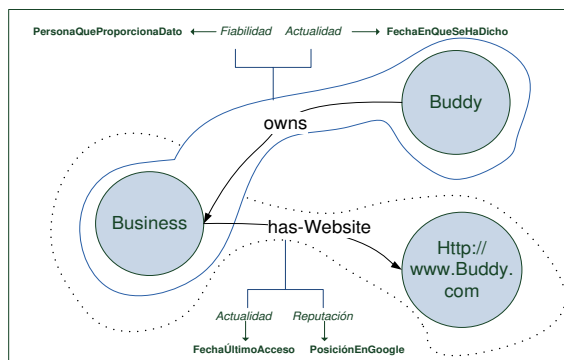 PersonaQueProporcionaDato Fiabilidad Actualidad FechaEnQueSeHaDicho
Buddy
owns
Business
has-Website
Http://
www.Buddy.
com
Actualidad Reputación
FechaÚltimoAcceso PosiciónEnGoogle